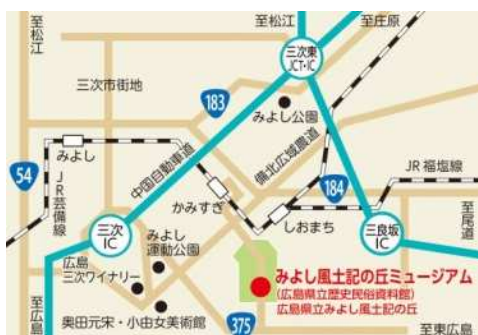 至松江
至松江
至庄原
三次東
JCT・IC
三次市街地
183
みよし公園
みよし
中国自動車道
備北広域農道
JR福塩線
54
JR芸備線
かみすぎ
184
しおまち
三次
IC
三良坂
IC
至尾道
みよし
運動公園
広島
三次ワイナリー
みよし風土記の丘ミュージアム
(広島県立歴史民俗資料館)
広島県立みよし風土記の丘
至広島
奥田元宋・小由女美術館
375
至東広島